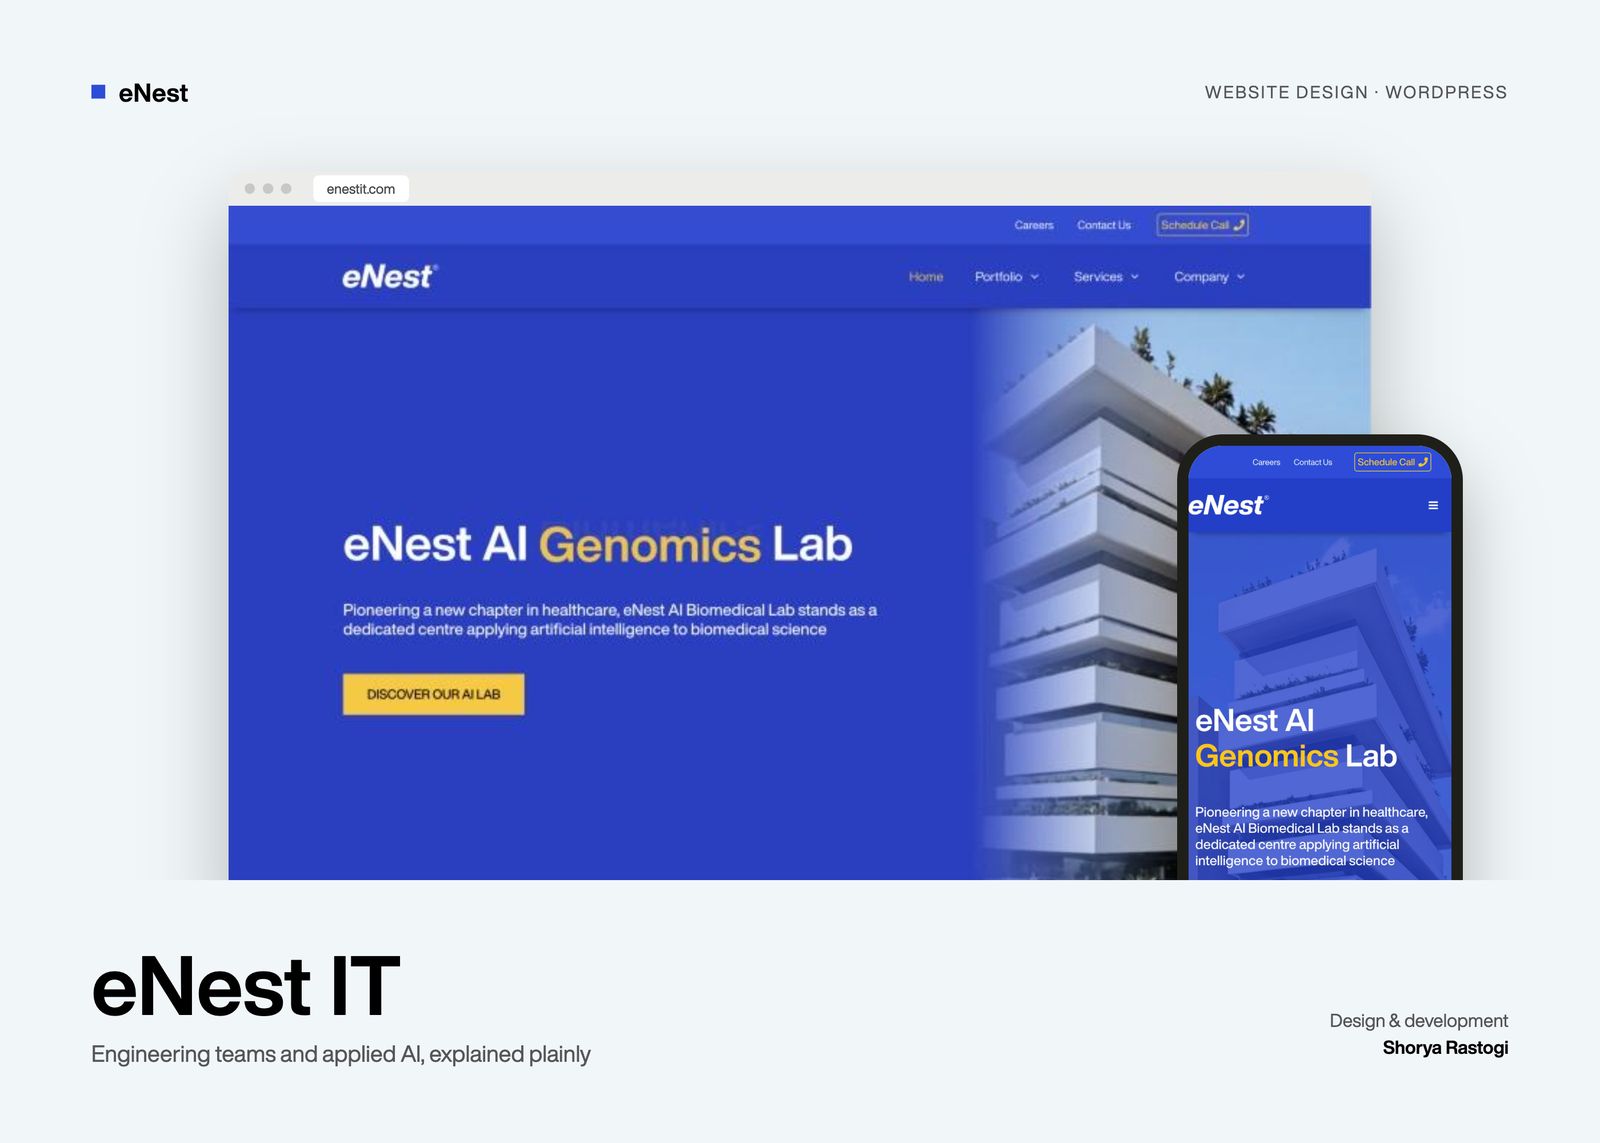 eNest
WEBSITE DESIGN · WORDPRESS
enestit.com
Careers
Contact Us
Schedule Call
eNest®
Home
Portfolio
Services
Company
eNest AI Genomics Lab
Pioneering a new chapter in healthcare, eNest AI Biomedical Lab stands as a
dedicated centre applying artificial intelligence to biomedical science
DISCOVER OUR AI LAB
Careers
Contact Us
Schedule Call
eNest®
eNest AI
Genomics Lab
Pioneering a new chapter in healthcare,
eNest AI Biomedical Lab stands as a
dedicated centre applying artificial
intelligence to biomedical science
eNest IT
Engineering teams and applied AI, explained plainly
Design & development
Shorya Rastogi